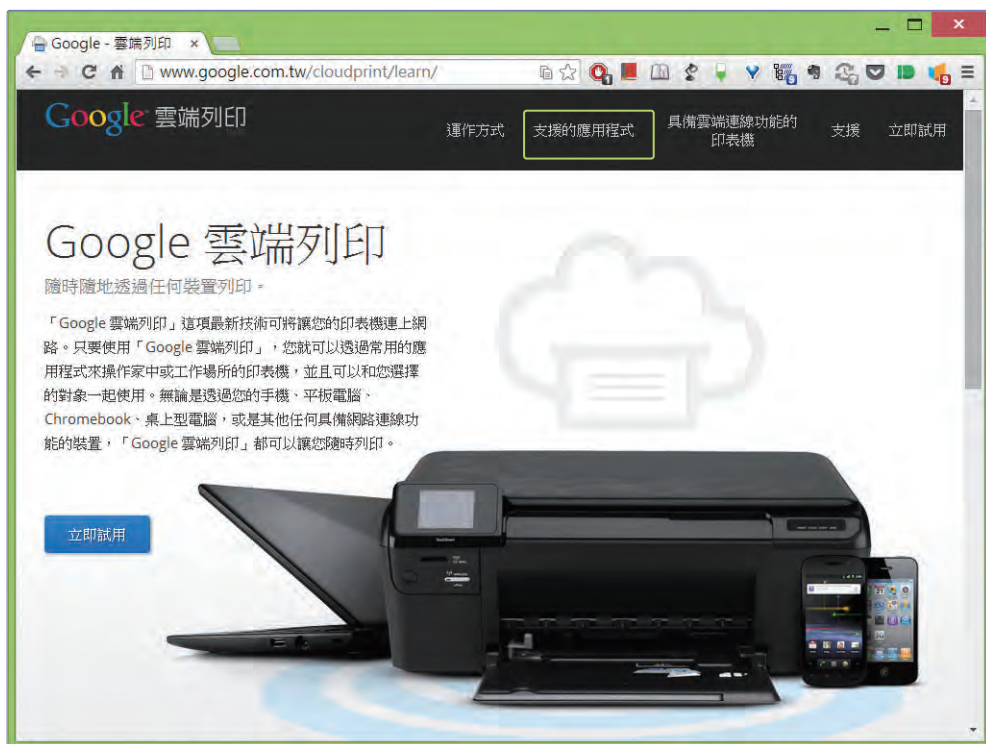 Google - 雲端列印
www.google.com.tw/cloudprint/learn/
Google 雲端列印
運作方式
支援的應用程式
具備雲端連線功能的
印表機
支援
立即試用
Google 雲端列印
隨時隨地透過任何裝置列印。
「Google 雲端列印」這項最新技術可將讓您的印表機連上網
路。只要使用「Google 雲端列印」，您就可以透過常用的應
用程式來操作家中或工作場所的印表機，並且可以和您選擇
的對象一起使用。無論是透過您的手機、平板電腦、
Chromebook、桌上型電腦，或是其他任何具備網路連線功
能的裝置，「Google 雲端列印」都可以讓您隨時列印。
立即試用